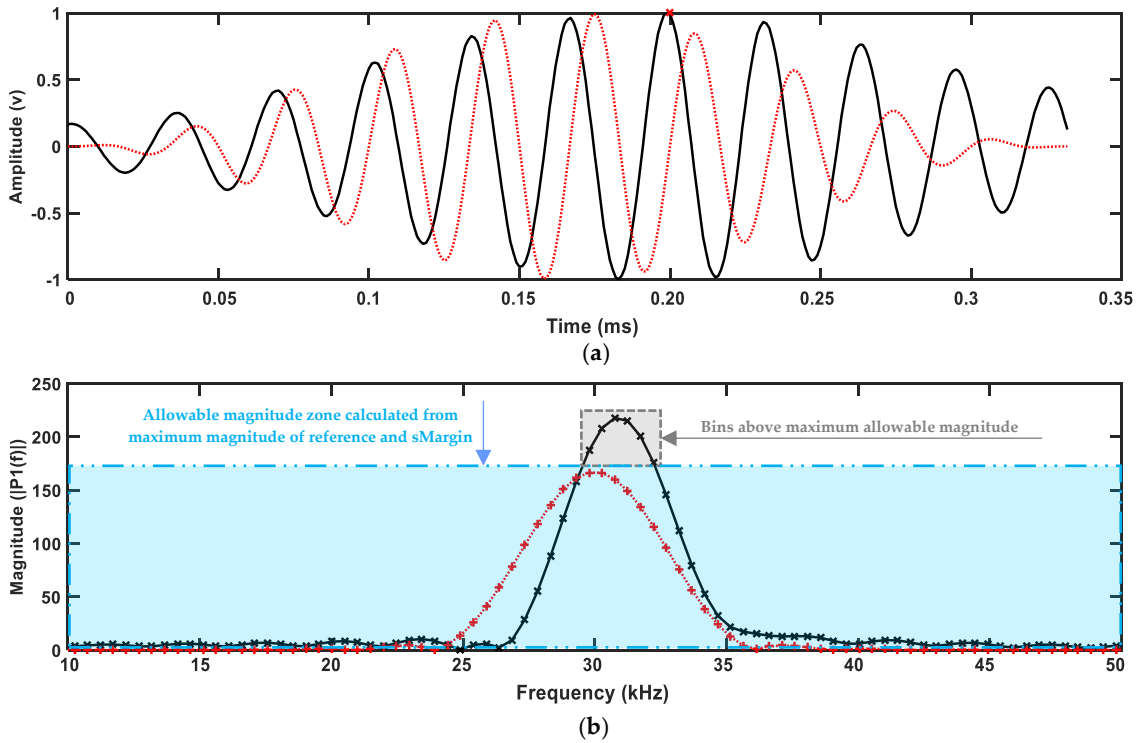 1
0.5
0
-0.5
-1
Amplitude (v)
0 0.05 0.1 0.15 0.20 0.25 0.3 0.35
Time (ms)
(a)
250
200
150
100
50
0
Magnitude (|P1(f)|)
Allowable magnitude zone calculated from
maximum magnitude of reference and sMargin
Bins above maximum allowable magnitude
10 15 20 25 30 35 40 45 50
Frequency (kHz)
(b)